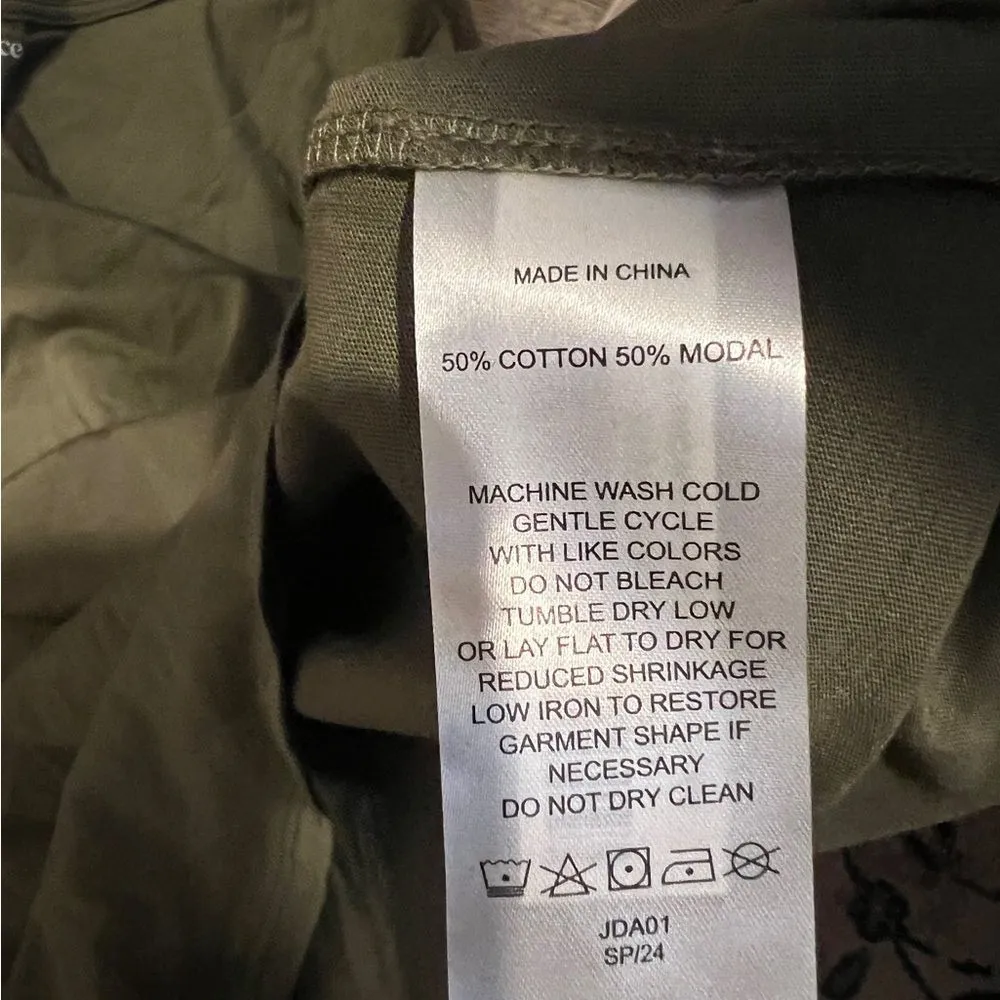 MADE IN CHINA
50% COTTON 50% MODAL
MACHINE WASH COLD
GENTLE CYCLE
WITH LIKE COLORS
DO NOT BLEACH
TUMBLE DRY LOW
OR LAY FLAT TO DRY FOR
REDUCED SHRINKAGE
LOW IRON TO RESTORE
GARMENT SHAPE IF
NECESSARY
DO NOT DRY CLEAN
JDA01
SP/24